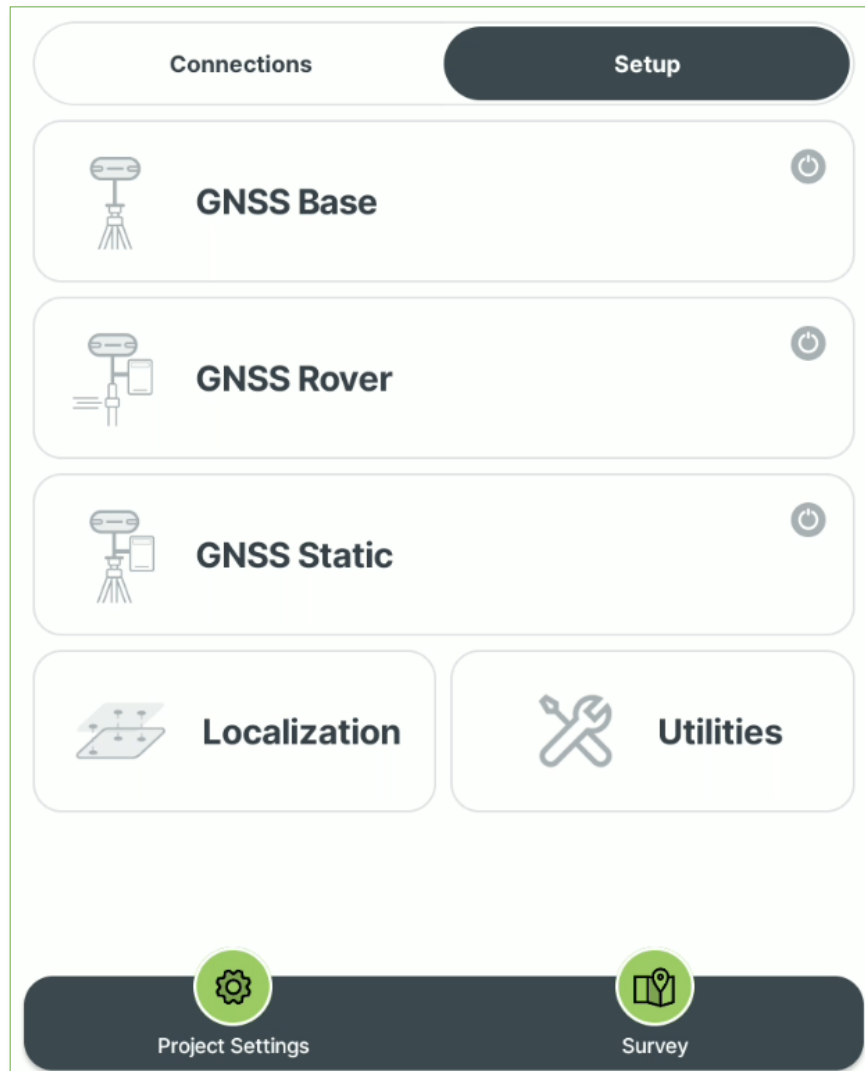 Connections
Setup
GNSS Base
GNSS Rover
GNSS Static
Localization
Utilities
Project Settings
Survey